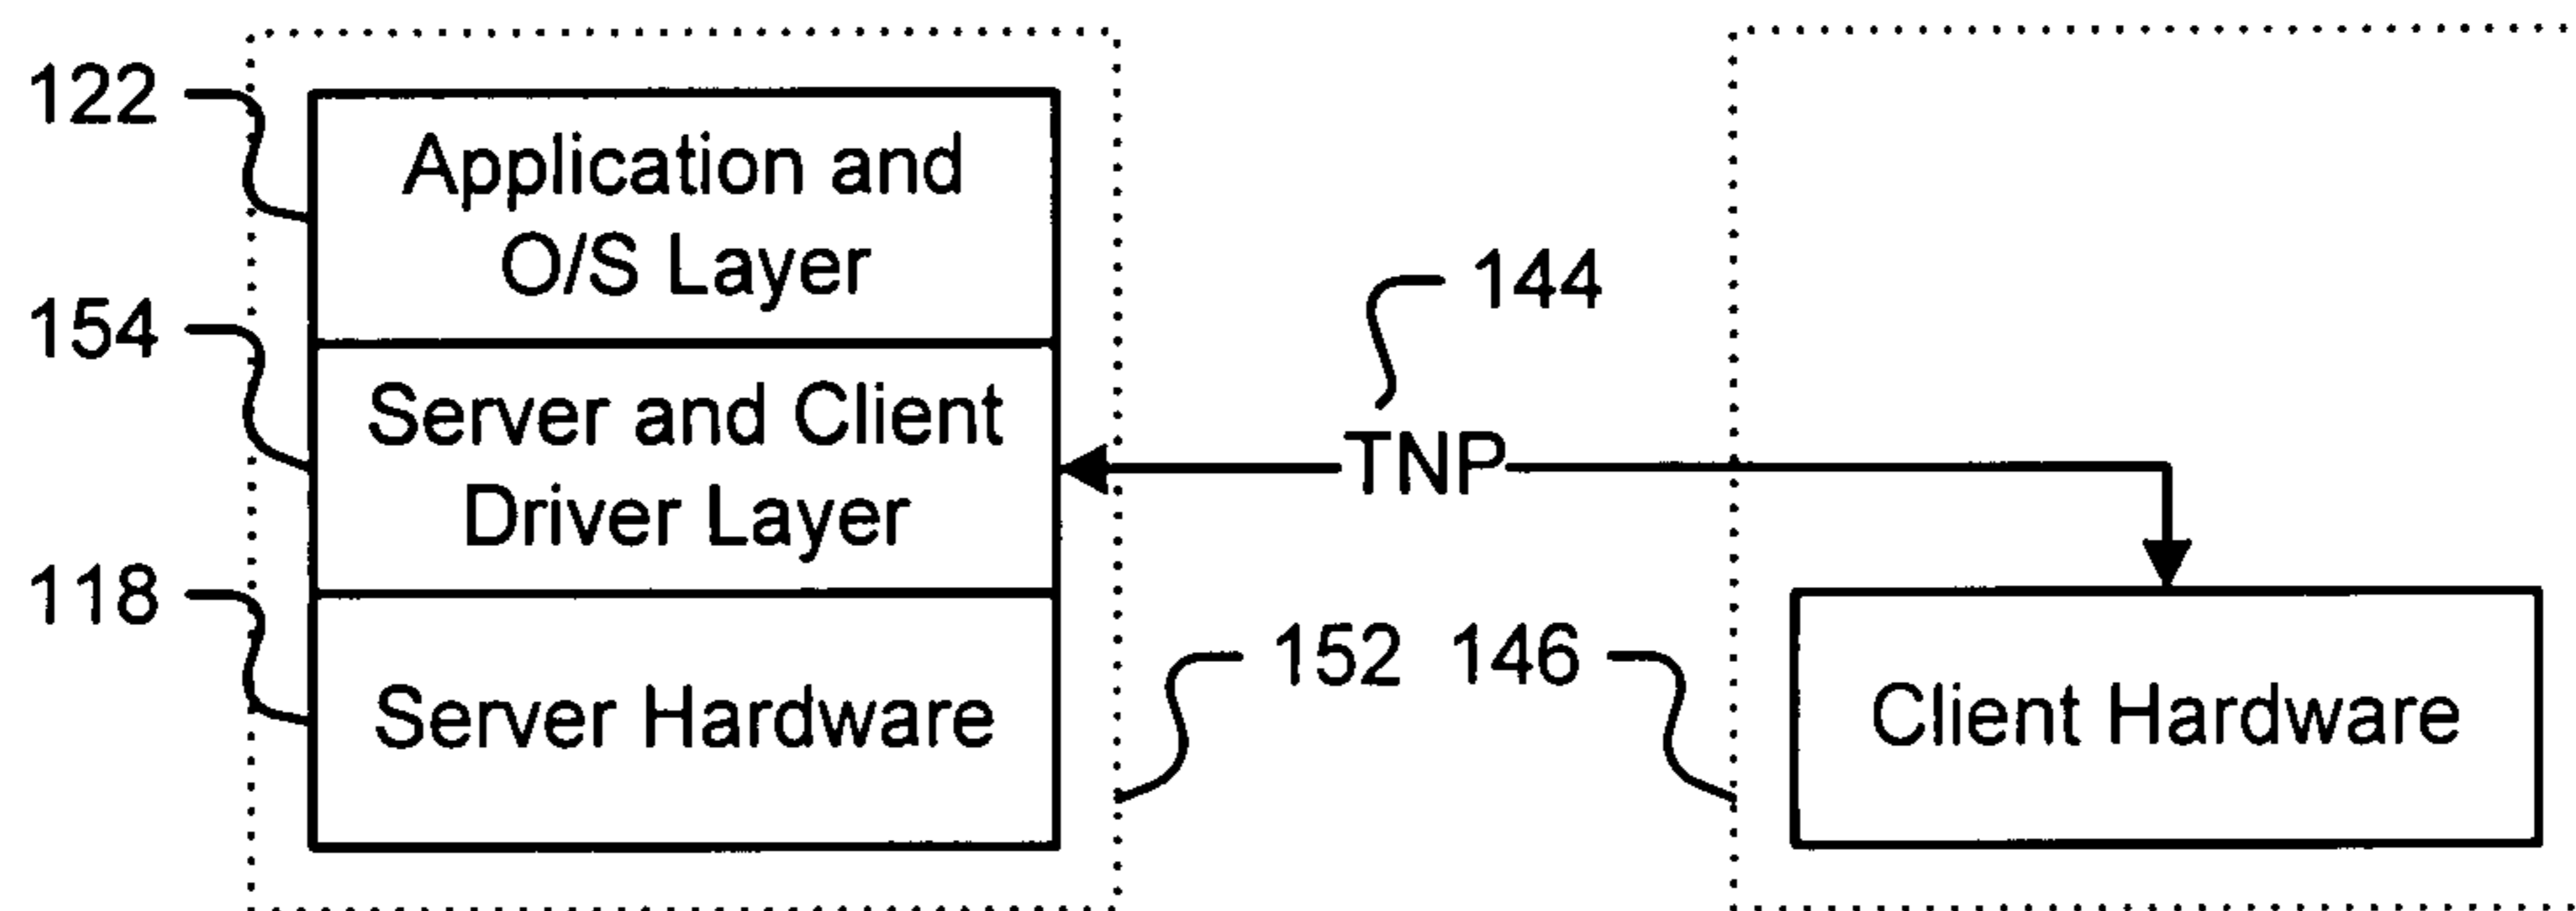 122
Application and
O/S Layer
154
Server and Client
Driver Layer
118
Server Hardware
144
TNP
152
146
Client Hardware